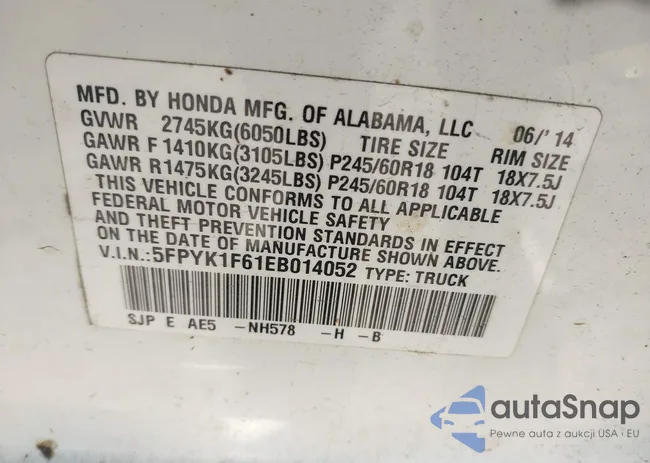 MFD. BY HONDA MFG. OF ALABAMA, LLC 06/' 14
GVWR 2745KG(6050LBS) TIRE SIZE RIM SIZE
GAWR F 1410KG(3105LBS) P245/60R18 104T 18X7.5J
GAWR R1475KG(3245LBS) P245/60R18 104T 18X7.5J
THIS VEHICLE CONFORMS TO ALL APPLICABLE
FEDERAL MOTOR VEHICLE SAFETY
AND THEFT PREVENTION STANDARDS IN EFFECT
ON THE DATE OF MANUFACTURE SHOWN ABOVE.
V.I.N.:5FPYK1F61EB014052 TYPE: TRUCK
SJP E AE5 -NH578 -H -B
autaSnap
Pewne auta z aukcji USA i EU